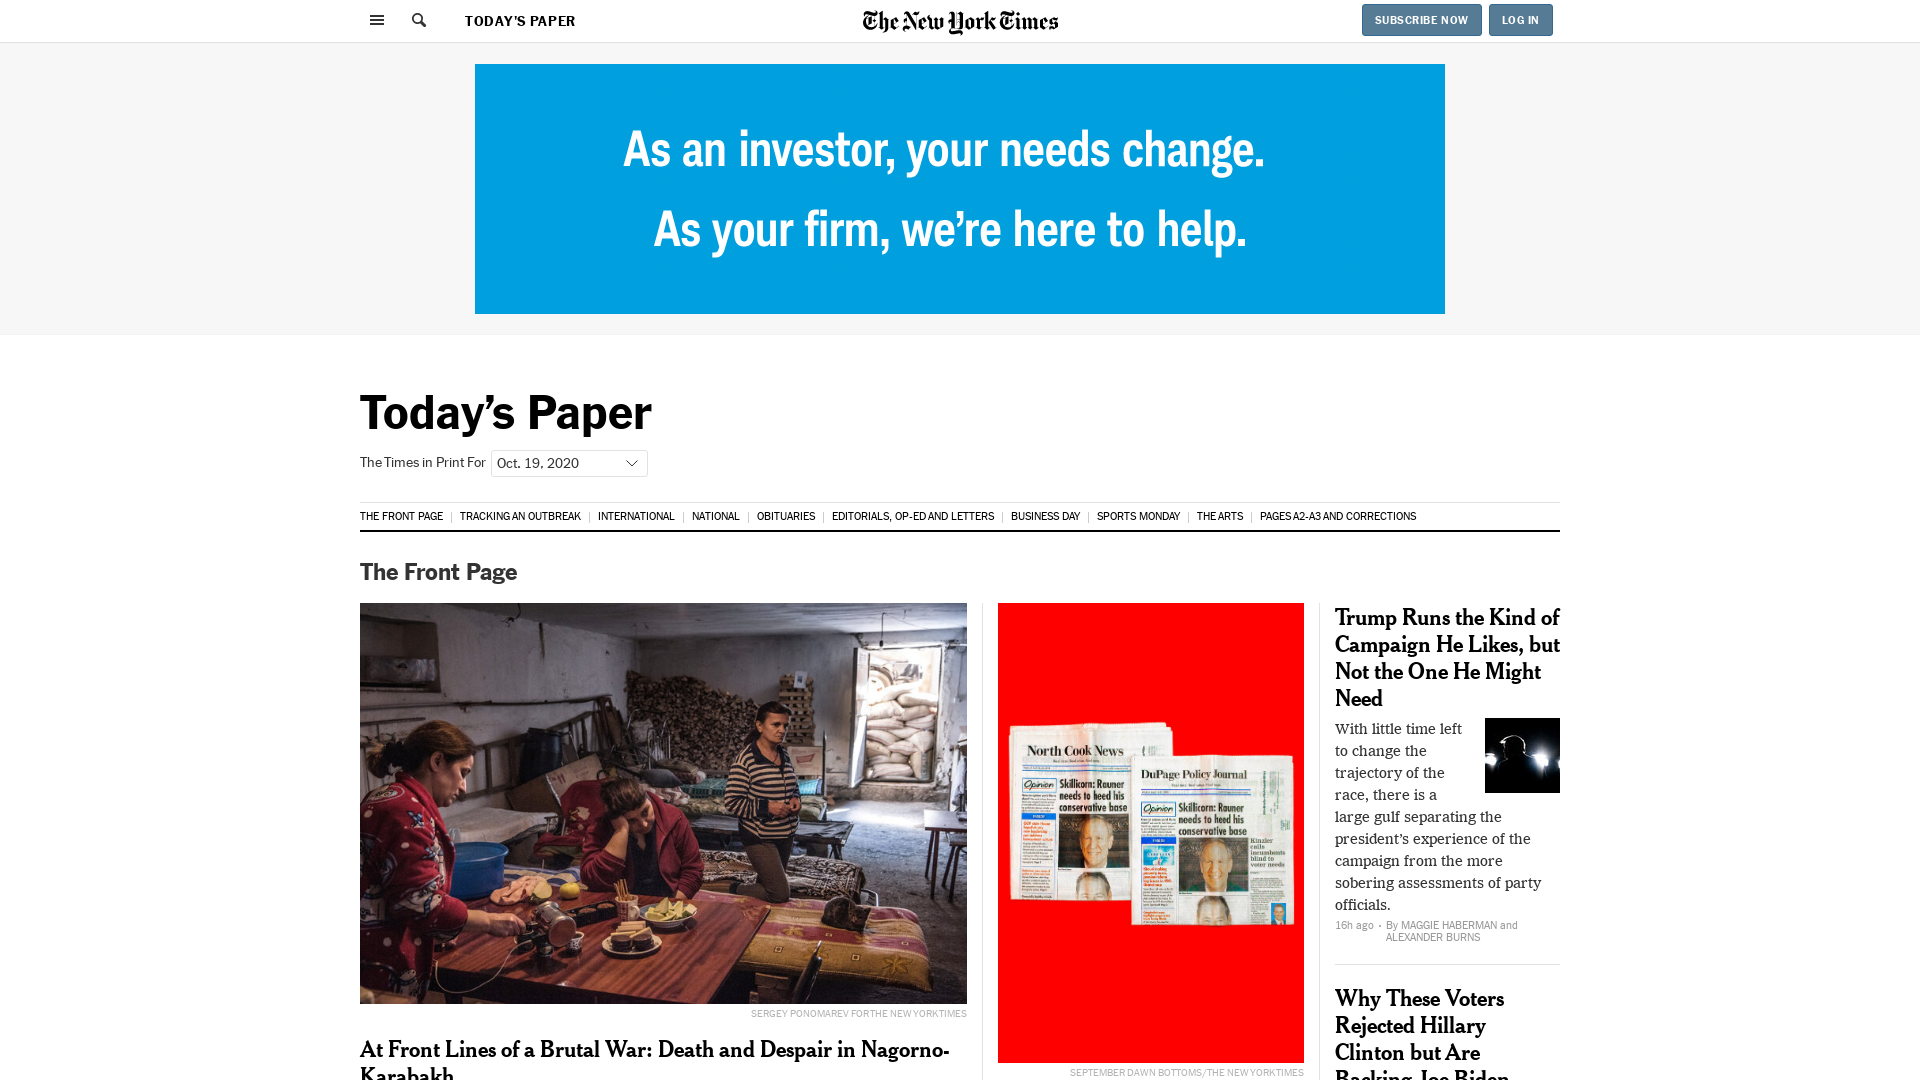 TODAY'S PAPER
The New York Times
SUBSCRIBE NOW
LOG IN
As an investor, your needs change.
As your firm, we're here to help.
Today's Paper
The Times in Print For
Oct. 19, 2020
THE FRONT PAGE
TRACKING AN OUTBREAK
INTERNATIONAL
NATIONAL
OBITUARIES
EDITORIALS, OP-ED AND LETTERS
BUSINESS DAY
SPORTS MONDAY
THE ARTS
PAGES A2-A3 AND CORRECTIONS
The Front Page
SERGEY PONOMAREV FOR THE NEW YORK TIMES
At Front Lines of a Brutal War: Death and Despair in Nagorno-
Karabakh
North Cook News
Opinion
Skillicorn: Rauner
needs to heed his
conservative base
DuPage Policy Journal
Opinion
Skillicorn: Rauner
needs to heed his
conservative base
Kinzler
calls
incumbents
blind to
voter needs
SEPTEMBER DAWN BOTTOMS/THE NEW YORK TIMES
Trump Runs the Kind of
Campaign He Likes, but
Not the One He Might
Need
With little time left
to change the
trajectory of the
race, there is a
large gulf separating the
president's experience of the
campaign from the more
sobering assessments of party
officials.
16h ago
By MAGGIE HABERMAN and
ALEXANDER BURNS
Why These Voters
Rejected Hillary
Clinton but Are
Backing Joe Biden